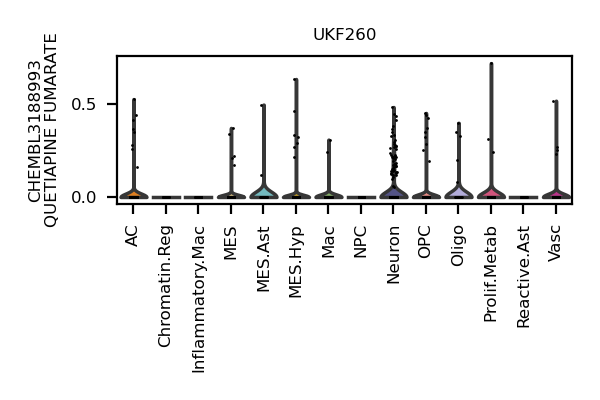 UKF260
CHEMBL3188993
QUETIAPINE FUMARATE
0.5
0.0
AC
Chromatin.Reg
Inflammatory.Mac
MES
MES.Ast
MES.Hyp
Mac
NPC
Neuron
OPC
Oligo
Prolif.Metab
Reactive.Ast
Vasc